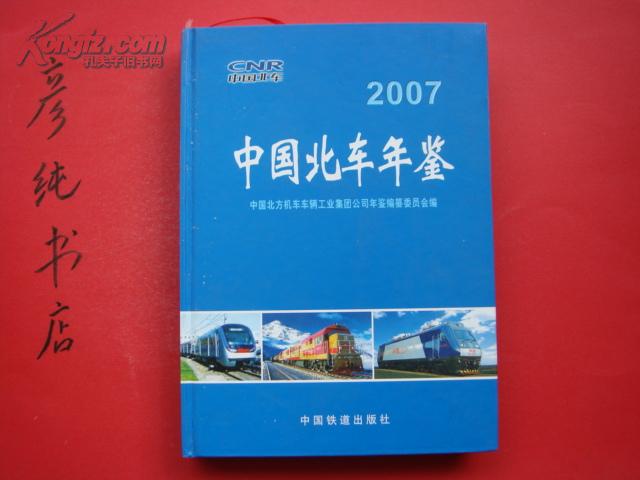 Kongfz.com
孔夫子旧书网
彦纯书店
CNR
中国北车
2007
中国北车年鉴
中国北方机车车辆工业集团公司年鉴编纂委员会编
中国铁道出版社